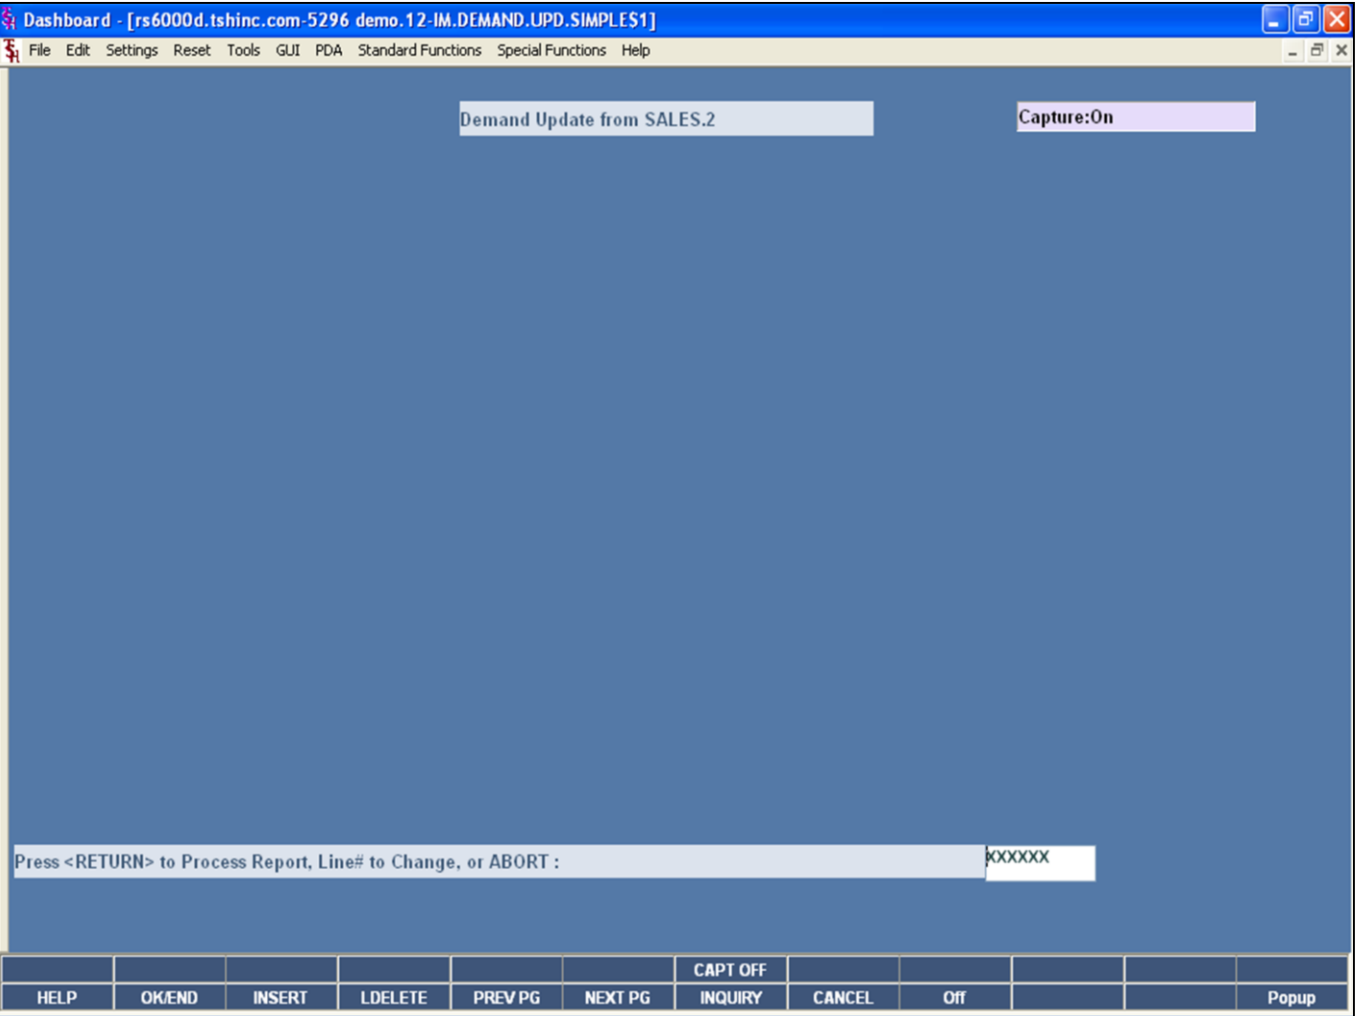 Dashboard - [rs6000d.tshinc.com-5296 demo.12-IM.DEMAND.UPD.SIMPLE$1]
File Edit Settings Reset Tools GUI PDA Standard Functions Special Functions Help
Demand Update from SALES.2 Capture:On
Press <RETURN> to Process Report, Line# to Change, or ABORT : XXXXXX
CAPT OFF
HELP OK/END INSERT LDELETE PREV PG NEXT PG INQUIRY CANCEL Off Popup